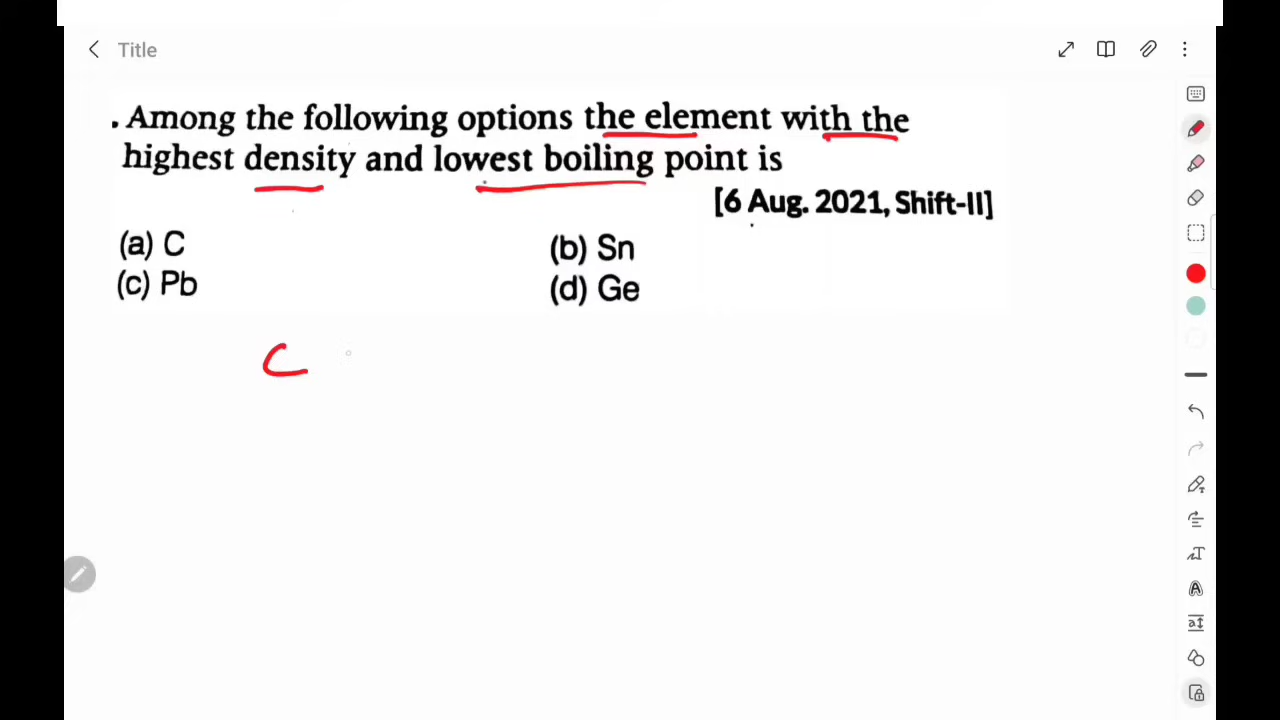 Title
. Among the following options the element with the
highest density and lowest boiling point is
[6 Aug. 2021, Shift-II]
(a) C
(b) Sn
(c) Pb
(d) Ge
C